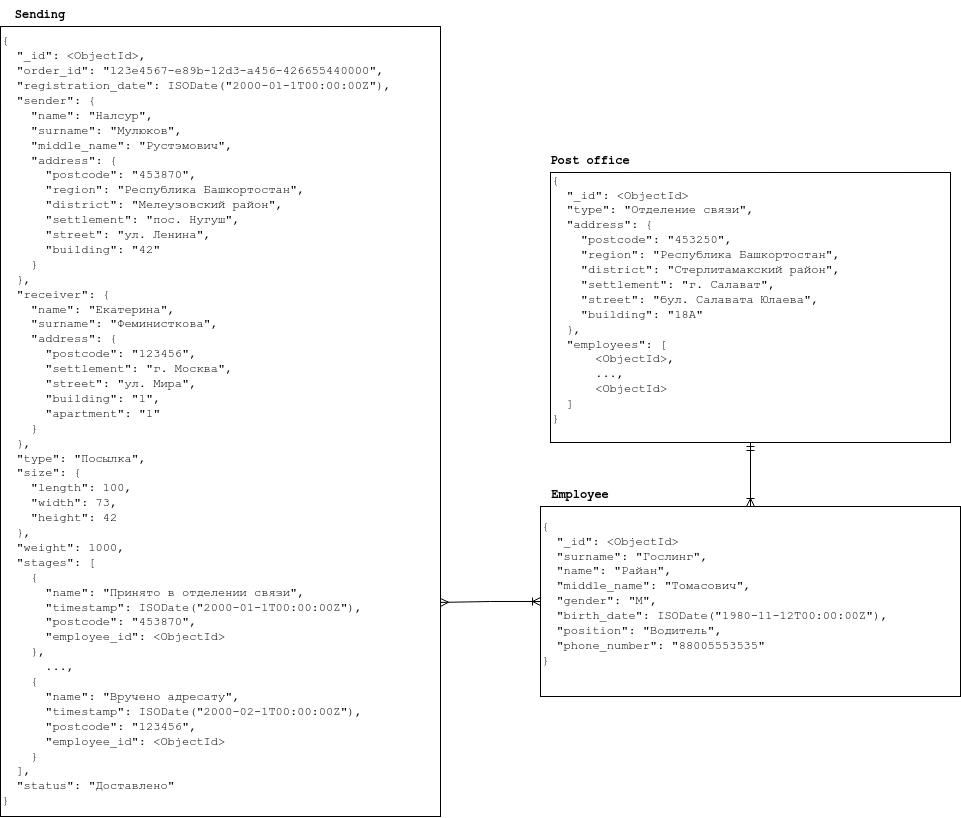 Sending
{
  "_id": <ObjectId>,
  "order_id": "123e4567-e89b-12d3-a456-426655440000",
  "registration_date": ISODate("2000-01-1T00:00:00Z"),
  "sender": {
    "name": "Налсур",
    "surname": "Мулюков",
    "middle_name": "Рустэмович",
    "address": {
      "postcode": "453870",
      "region": "Республика Башкортостан",
      "district": "Мелеузовский район",
      "settlement": "пос. Нугуш",
      "street": "ул. Ленина",
      "building": "42"
    }
  },
  "receiver": {
    "name": "Екатерина",
    "surname": "Феминисткова",
    "address": {
      "postcode": "123456",
      "settlement": "г. Москва",
      "street": "ул. Мира",
      "building": "1",
      "apartment": "1"
    }
  },
  "type": "Посылка",
  "size": {
    "length": 100,
    "width": 73,
    "height": 42
  },
  "weight": 1000,
  "stages": [
    {
      "name": "Принято в отделении связи",
      "timestamp": ISODate("2000-01-1T00:00:00Z"),
      "postcode": "453870",
      "employee_id": <ObjectId>
    },
      ...,
    {
      "name": "Вручено адресату",
      "timestamp": ISODate("2000-02-1T00:00:00Z"),
      "postcode": "123456",
      "employee_id": <ObjectId>
    }
  ],
  "status": "Доставлено"
}
Post office
{
  "_id": <ObjectId>
  "type": "Отделение связи",
  "address": {
    "postcode": "453250",
    "region": "Республика Башкортостан",
    "district": "Стерлитамакский район",
    "settlement": "г. Салават",
    "street": "бул. Салавата Юлаева",
    "building": "18А"
  },
  "employees": [
      <ObjectId>,
      ...,
      <ObjectId>
  ]
}
Employee
{
  "_id": <ObjectId>
  "surname": "Гослинг",
  "name": "Райан",
  "middle_name": "Томасович",
  "gender": "М",
  "birth_date": ISODate("1980-11-12T00:00:00Z"),
  "position": "Водитель",
  "phone_number": "88005553535"
}